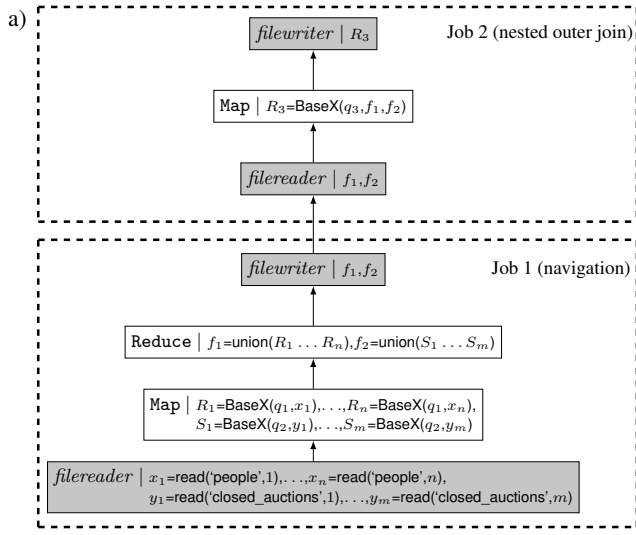 a)
filewriter | R₃
Job 2 (nested outer join)
Map | R₃=BaseX(q₃,f₁,f₂)
filereader | f₁,f₂
filewriter | f₁,f₂
Job 1 (navigation)
Reduce | f₁=union(R₁ ... Rₙ),f₂=union(S₁ ... Sₘ)
Map | R₁=BaseX(q₁,x₁),...,Rₙ=BaseX(q₁,xₙ),
S₁=BaseX(q₂,y₁),...,Sₘ=BaseX(q₂,yₘ)
filereader | x₁=read(‘people’,1),...,xₙ=read(‘people’,n),
y₁=read(‘closed_auctions’,1),...,yₘ=read(‘closed_auctions’,m)